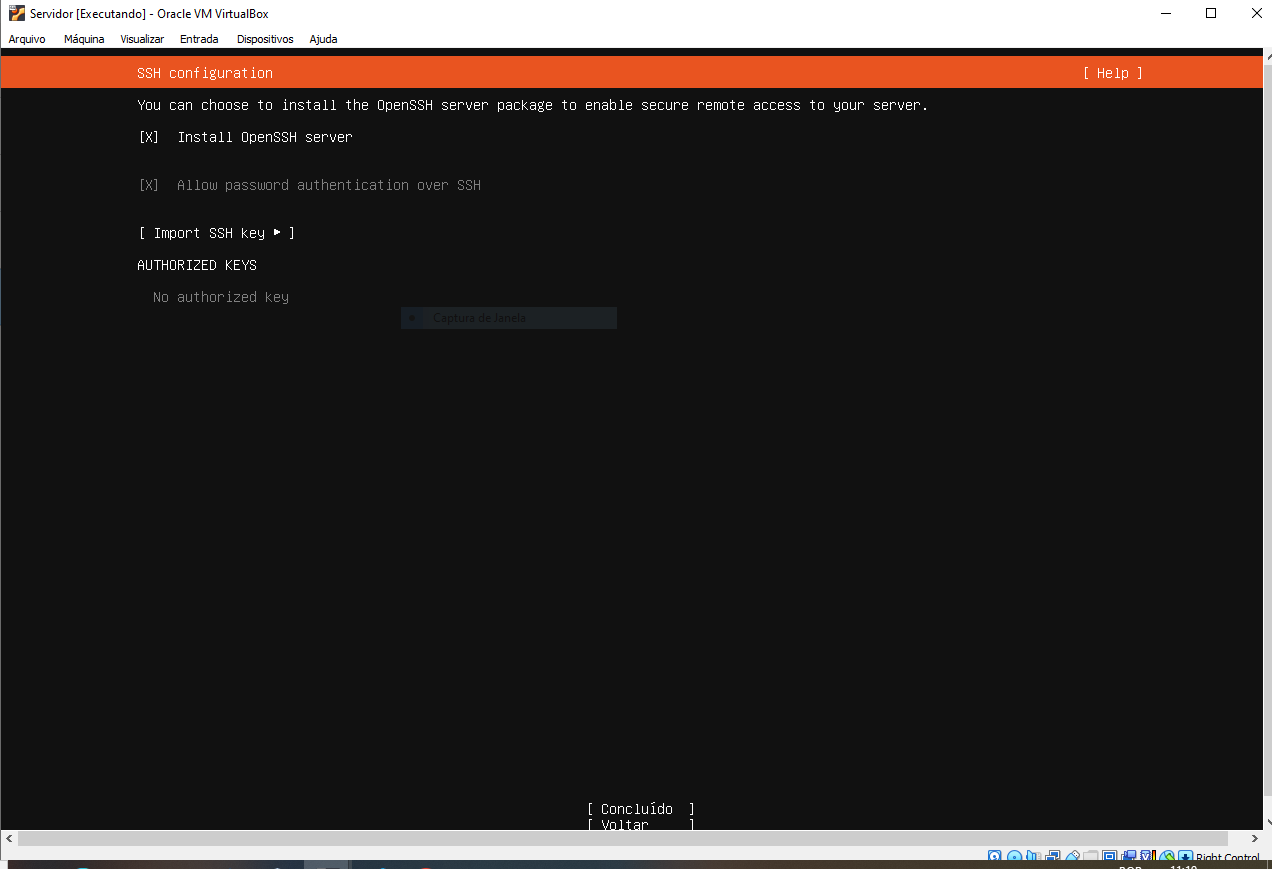 Servidor [Executando] - Oracle VM VirtualBox
Arquivo Máquina Visualizar Entrada Dispositivos Ajuda
SSH configuration [ Help ]
You can choose to install the OpenSSH server package to enable secure remote access to your server.
[X] Install OpenSSH server
[X] Allow password authentication over SSH
[ Import SSH key ▸ ]
AUTHORIZED KEYS
No authorized key
Captura de Janela
[ Concluído ]
[ Voltar ]
Right Control